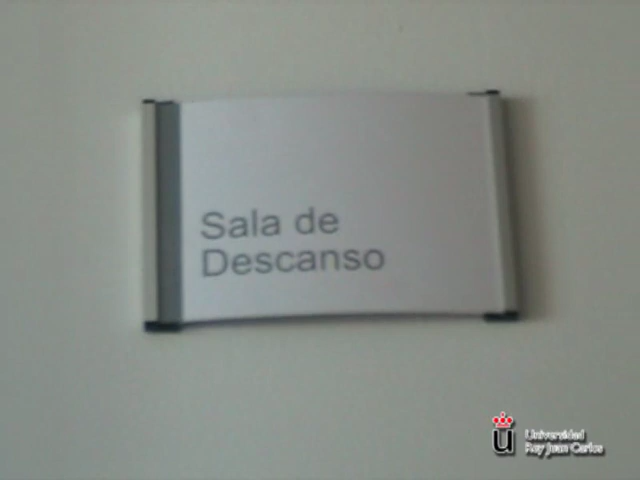 Sala de
Descanso
u
Universidad
Rey Juan Carlos